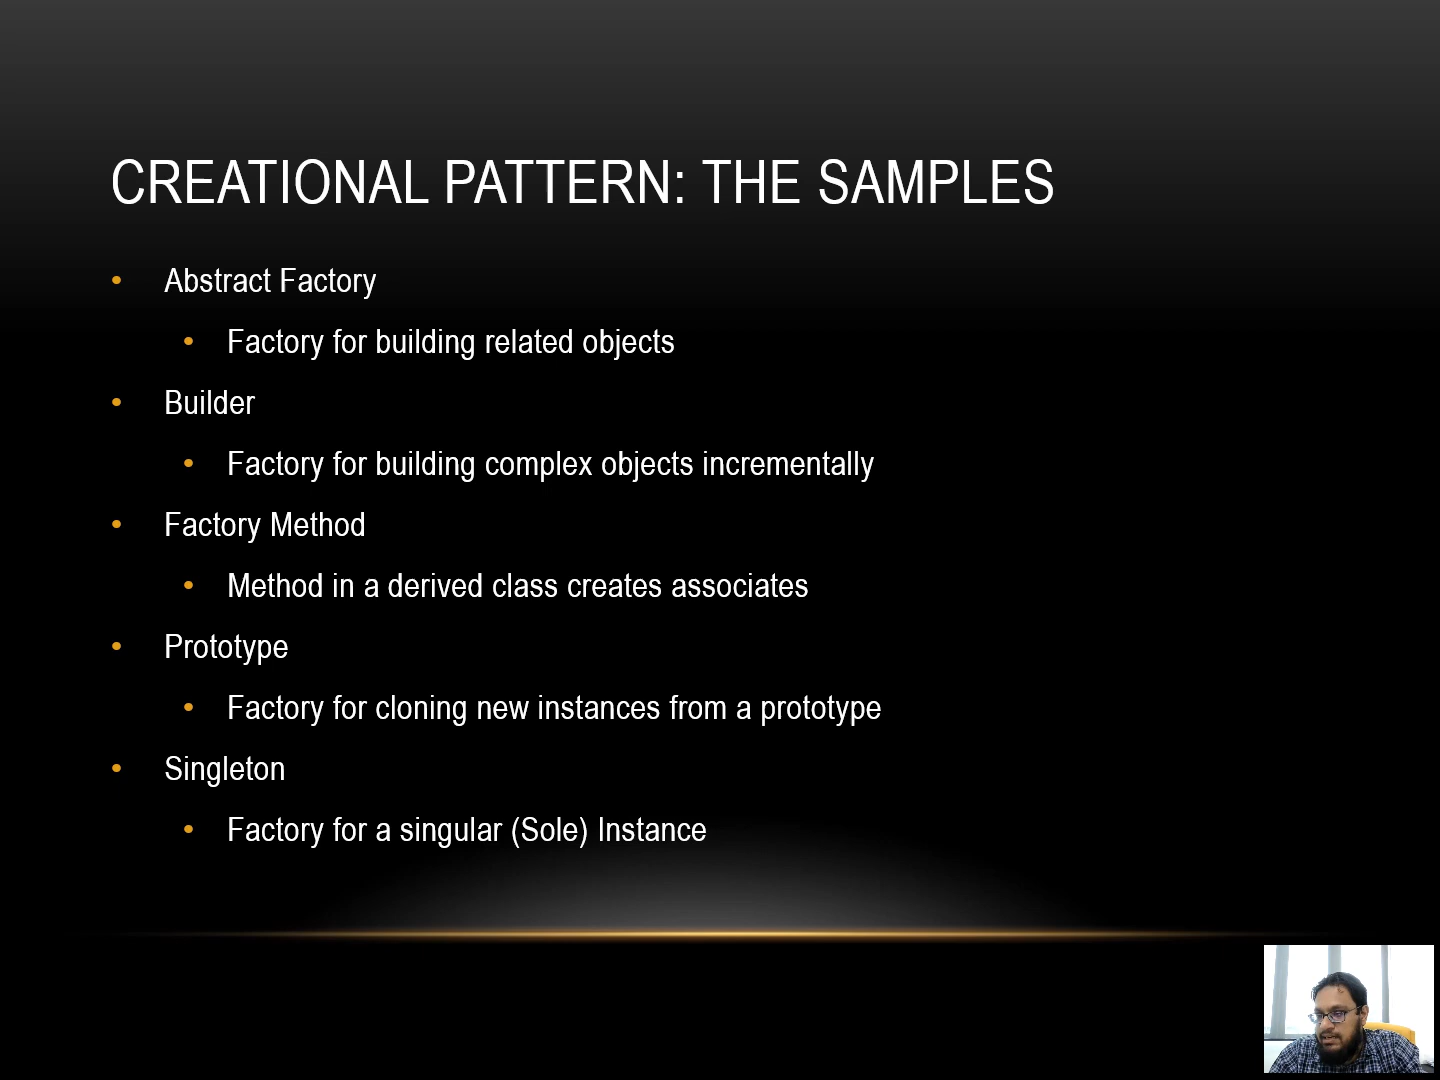 CREATIONAL PATTERN: THE SAMPLES
• Abstract Factory
• Factory for building related objects
• Builder
• Factory for building complex objects incrementally
• Factory Method
• Method in a derived class creates associates
• Prototype
• Factory for cloning new instances from a prototype
• Singleton
• Factory for a singular (Sole) Instance